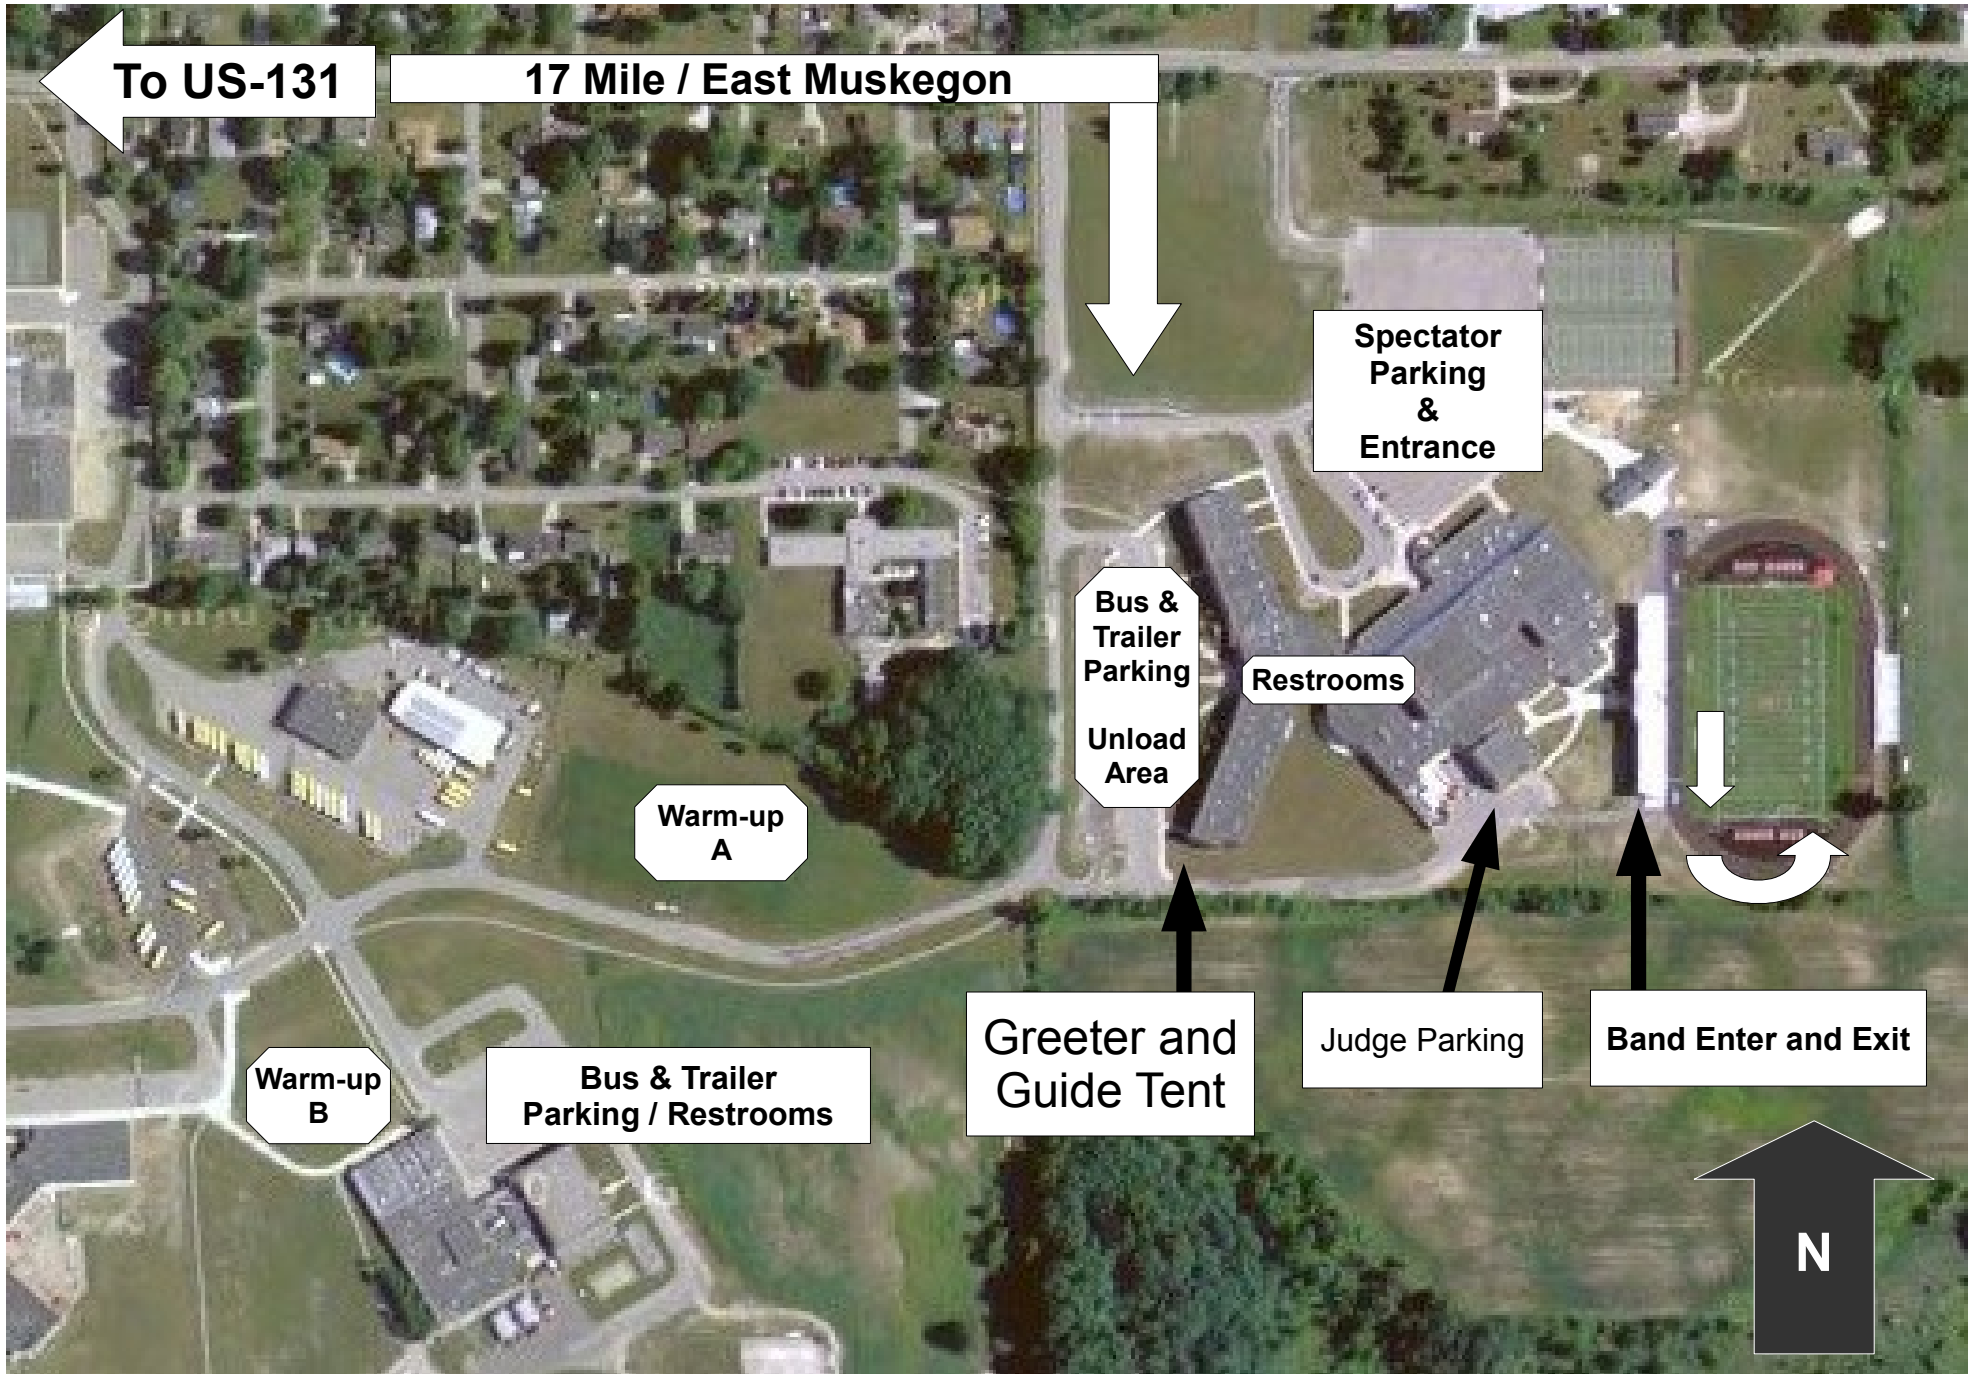 To US-131
17 Mile / East Muskegon
Spectator
Parking
&
Entrance
Bus &
Trailer
Parking
Unload
Area
Restrooms
Warm-up
A
Warm-up
B
Bus & Trailer
Parking / Restrooms
Greeter and
Guide Tent
Judge Parking
Band Enter and Exit
N